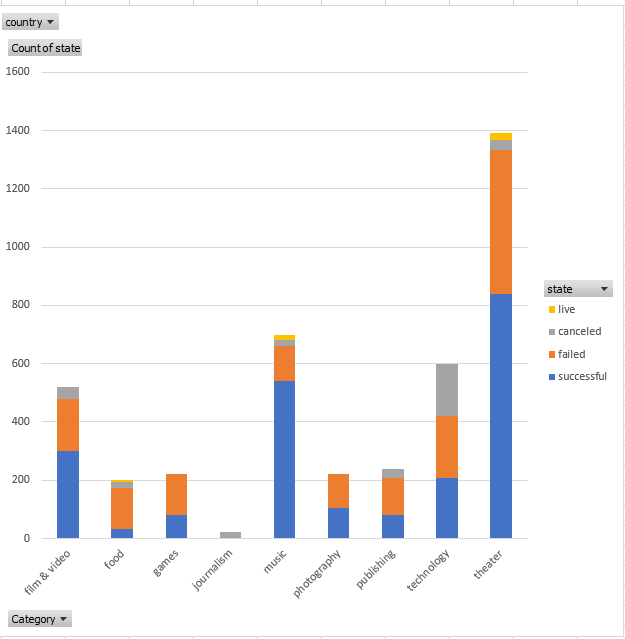 country
Count of state
1600
1400
1200
1000
800
600
400
200
0
film & video
food
games
journalism
music
photography
publishing
technology
theater
state
live
canceled
failed
successful
Category